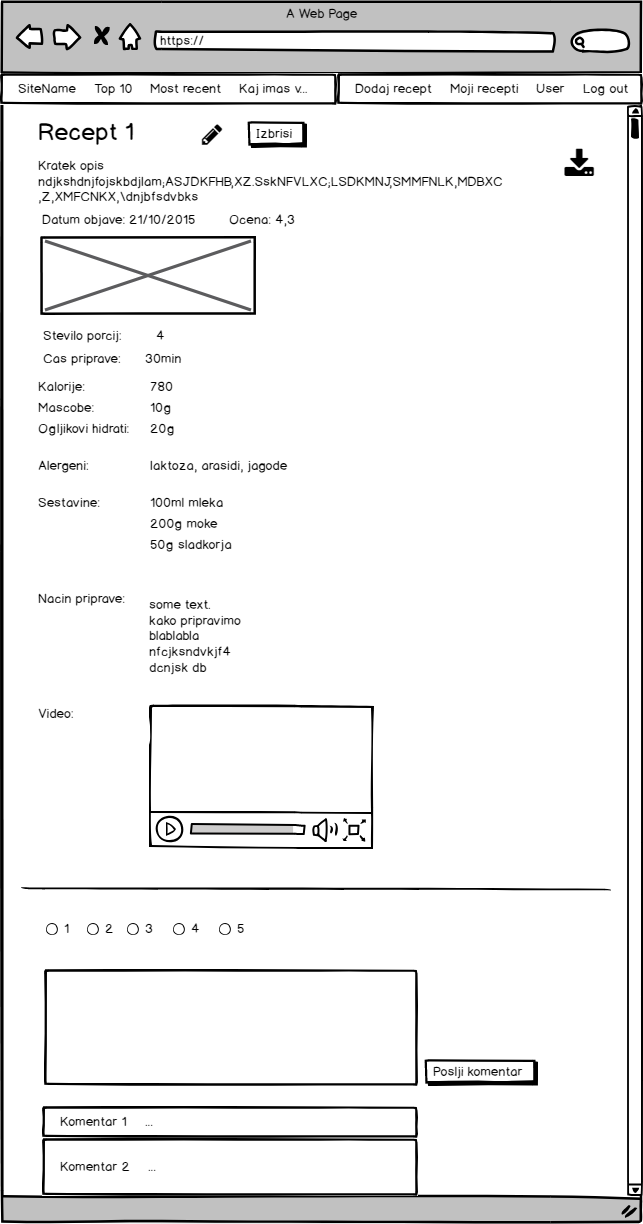 A Web Page
https://
SiteName Top 10 Most recent Kaj imas v... Dodaj recept Moji recepti User Log out
Recept 1 Izbrisi
Kratek opis
ndjkshdnjfojskbdjlam;ASJDKFHB,XZ.SskNFVLXC;LSDKMNJ,SMMFNLK,MDBXC
,Z,XMFCNKX,\dnjbfsdvbks
Datum objave: 21/10/2015 Ocena: 4,3
Stevilo porcij: 4
Cas priprave: 30min
Kalorije: 780
Mascobe: 10g
Ogljikovi hidrati: 20g
Alergeni: laktoza, arasidi, jagode
Sestavine: 100ml mleka
200g moke
50g sladkorja
Nacin priprave: some text.
kako pripravimo
blablabla
nfcjksndvkjf4
dcnjsk db
Video:
1 2 3 4 5
Poslji komentar
Komentar 1 ...
Komentar 2 ...